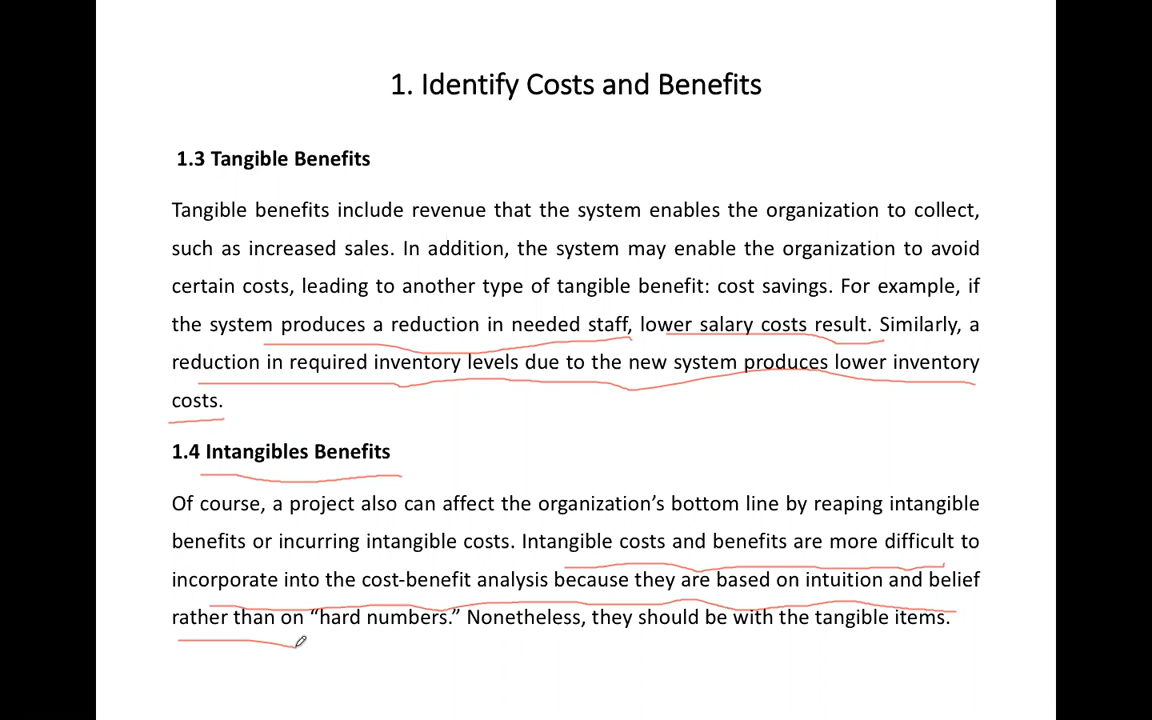 1. Identify Costs and Benefits
1.3 Tangible Benefits
Tangible benefits include revenue that the system enables the organization to collect,
such as increased sales. In addition, the system may enable the organization to avoid
certain costs, leading to another type of tangible benefit: cost savings. For example, if
the system produces a reduction in needed staff, lower salary costs result. Similarly, a
reduction in required inventory levels due to the new system produces lower inventory
costs.
1.4 Intangibles Benefits
Of course, a project also can affect the organization’s bottom line by reaping intangible
benefits or incurring intangible costs. Intangible costs and benefits are more difficult to
incorporate into the cost-benefit analysis because they are based on intuition and belief
rather than on “hard numbers.” Nonetheless, they should be with the tangible items.